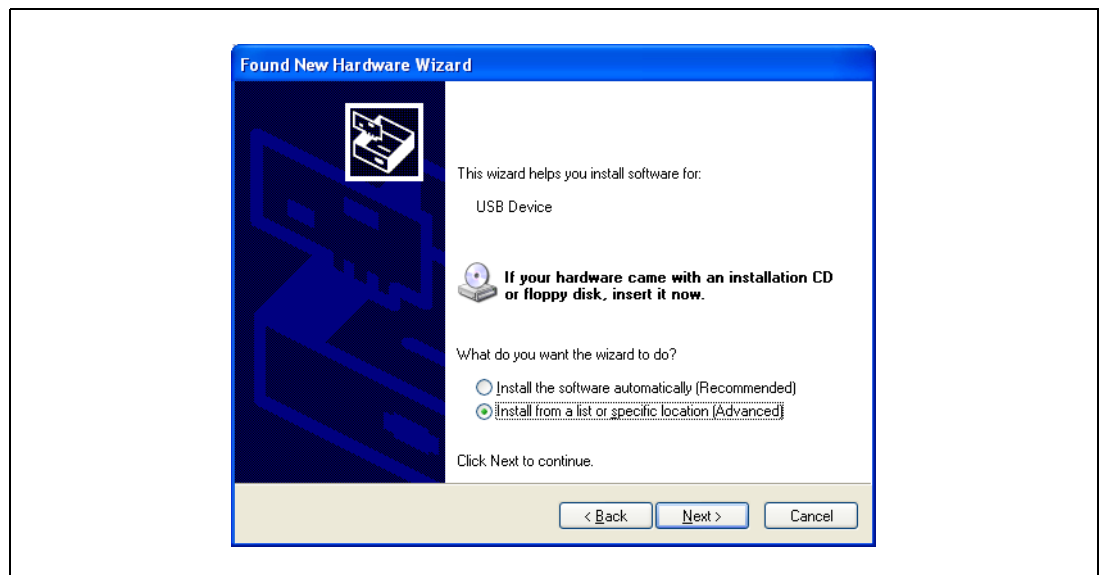 Found New Hardware Wizard
This wizard helps you install software for:
USB Device
If your hardware came with an installation CD
or floppy disk, insert it now.
What do you want the wizard to do?
Install the software automatically (Recommended)
Install from a list or specific location (Advanced)
Click Next to continue.
< Back Next > Cancel